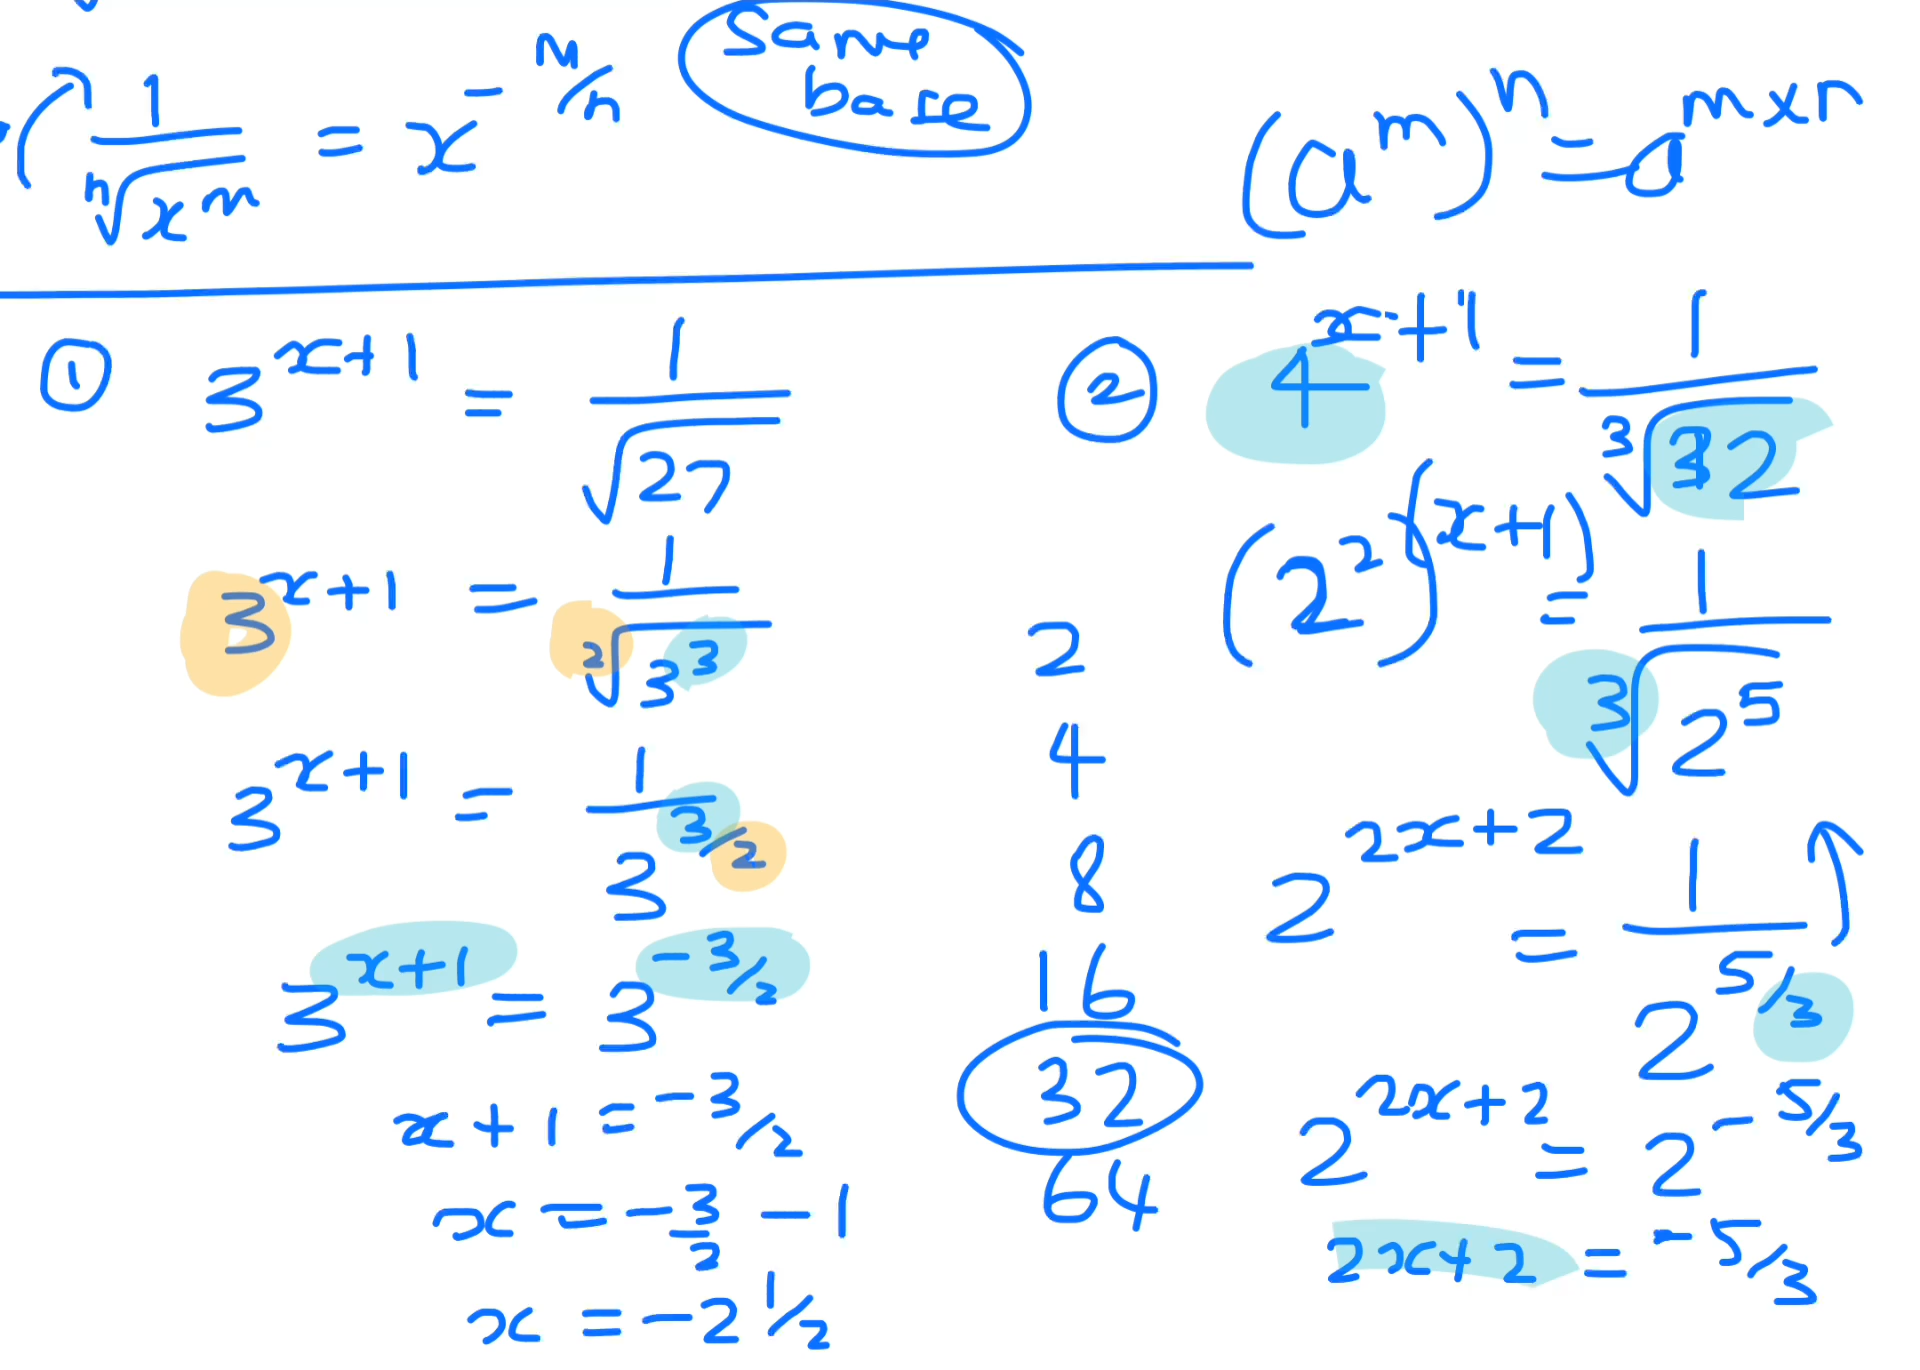 1/ⁿ√xᵐ = x^(-m/n)
same
base
(aᵐ)ⁿ = a^(m×n)
① 3^(x+1) = 1/√27
3^(x+1) = 1/²√3³
3^(x+1) = 1/3^(3/2)
3^(x+1) = 3^(-3/2)
x+1 = -3/2
x = -3/2 - 1
x = -2 1/2
2
4
8
16
32
64
② 4^(x+1) = 1/³√32
(2²)^(x+1) = 1/³√2⁵
2^(2x+2) = 1/2^(5/3)
2^(2x+2) = 2^(-5/3)
2x+2 = -5/3